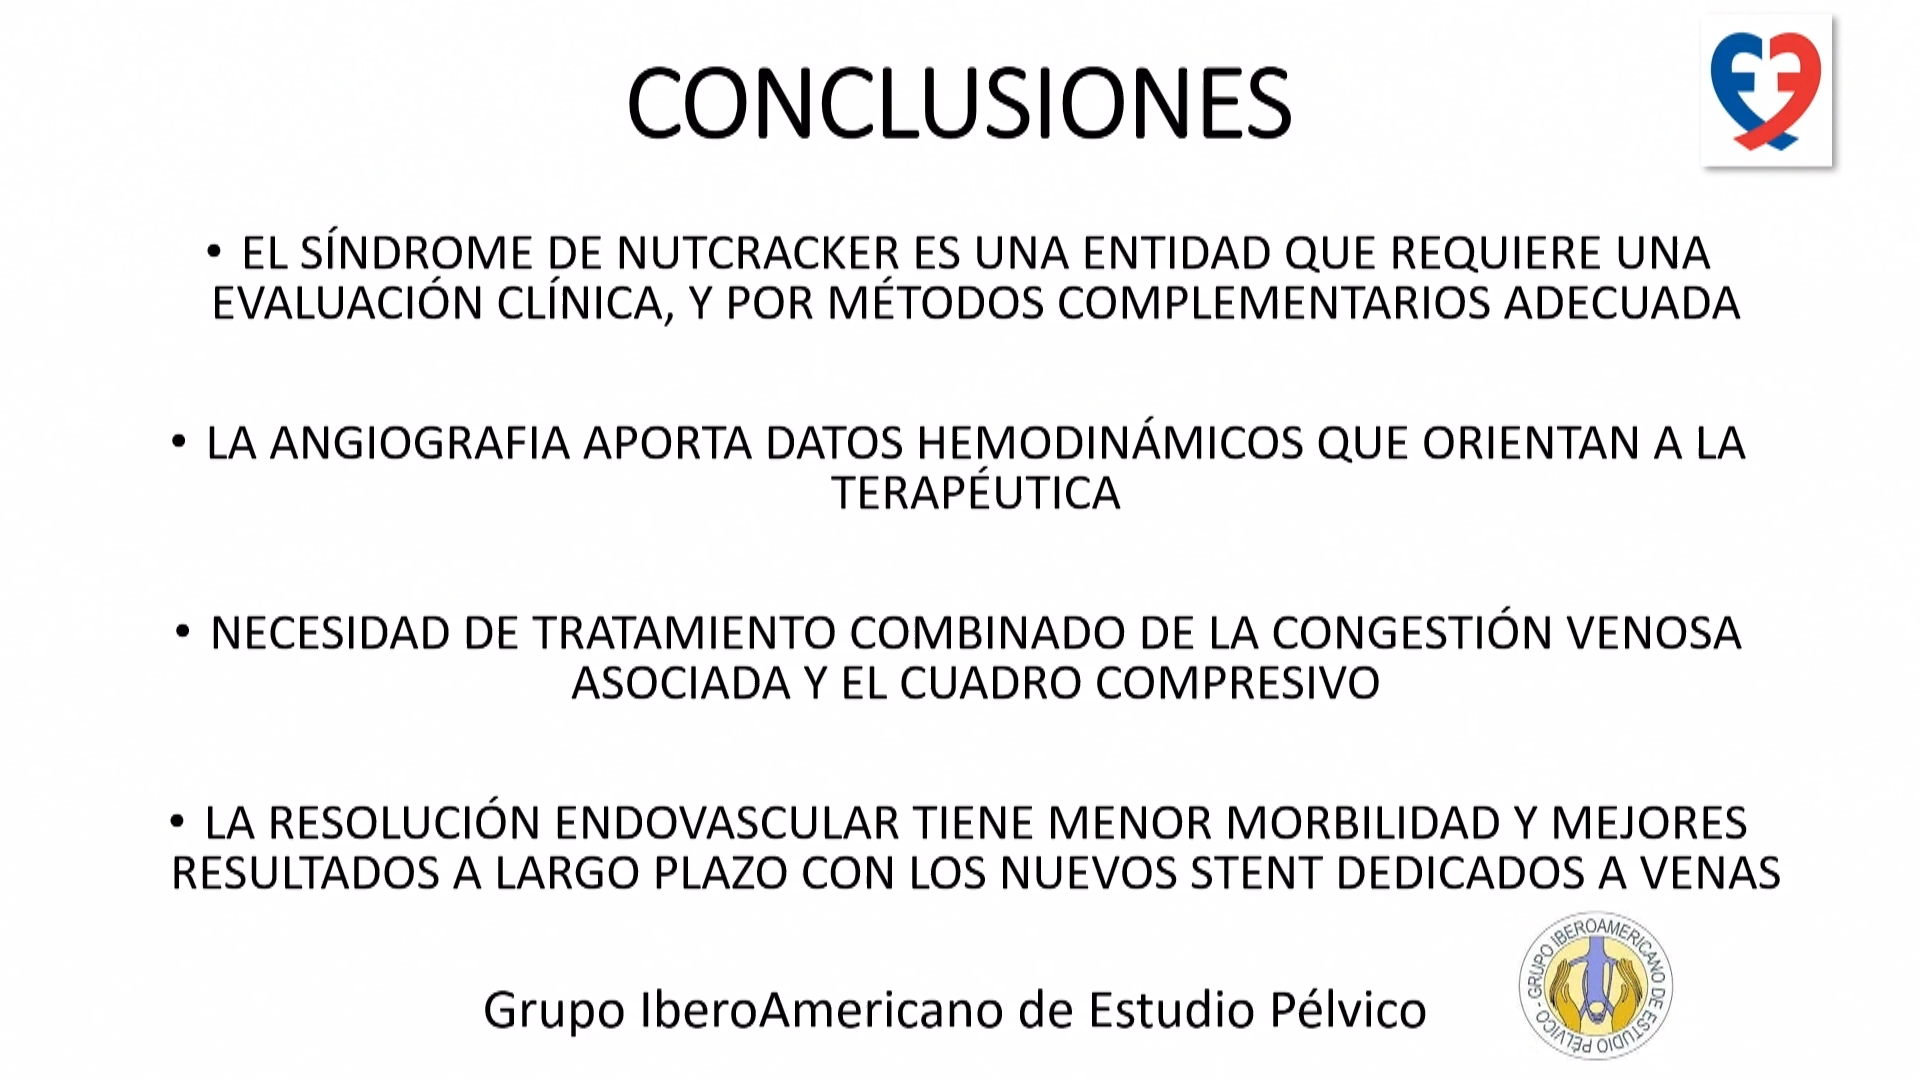 CONCLUSIONES
• EL SÍNDROME DE NUTCRACKER ES UNA ENTIDAD QUE REQUIERE UNA
EVALUACIÓN CLÍNICA, Y POR MÉTODOS COMPLEMENTARIOS ADECUADA
• LA ANGIOGRAFIA APORTA DATOS HEMODINÁMICOS QUE ORIENTAN A LA
TERAPÉUTICA
• NECESIDAD DE TRATAMIENTO COMBINADO DE LA CONGESTIÓN VENOSA
ASOCIADA Y EL CUADRO COMPRESIVO
• LA RESOLUCIÓN ENDOVASCULAR TIENE MENOR MORBILIDAD Y MEJORES
RESULTADOS A LARGO PLAZO CON LOS NUEVOS STENT DEDICADOS A VENAS
Grupo IberoAmericano de Estudio Pélvico
GRUPO IBEROAMERICANO DE ESTUDIO PÉLVICO -